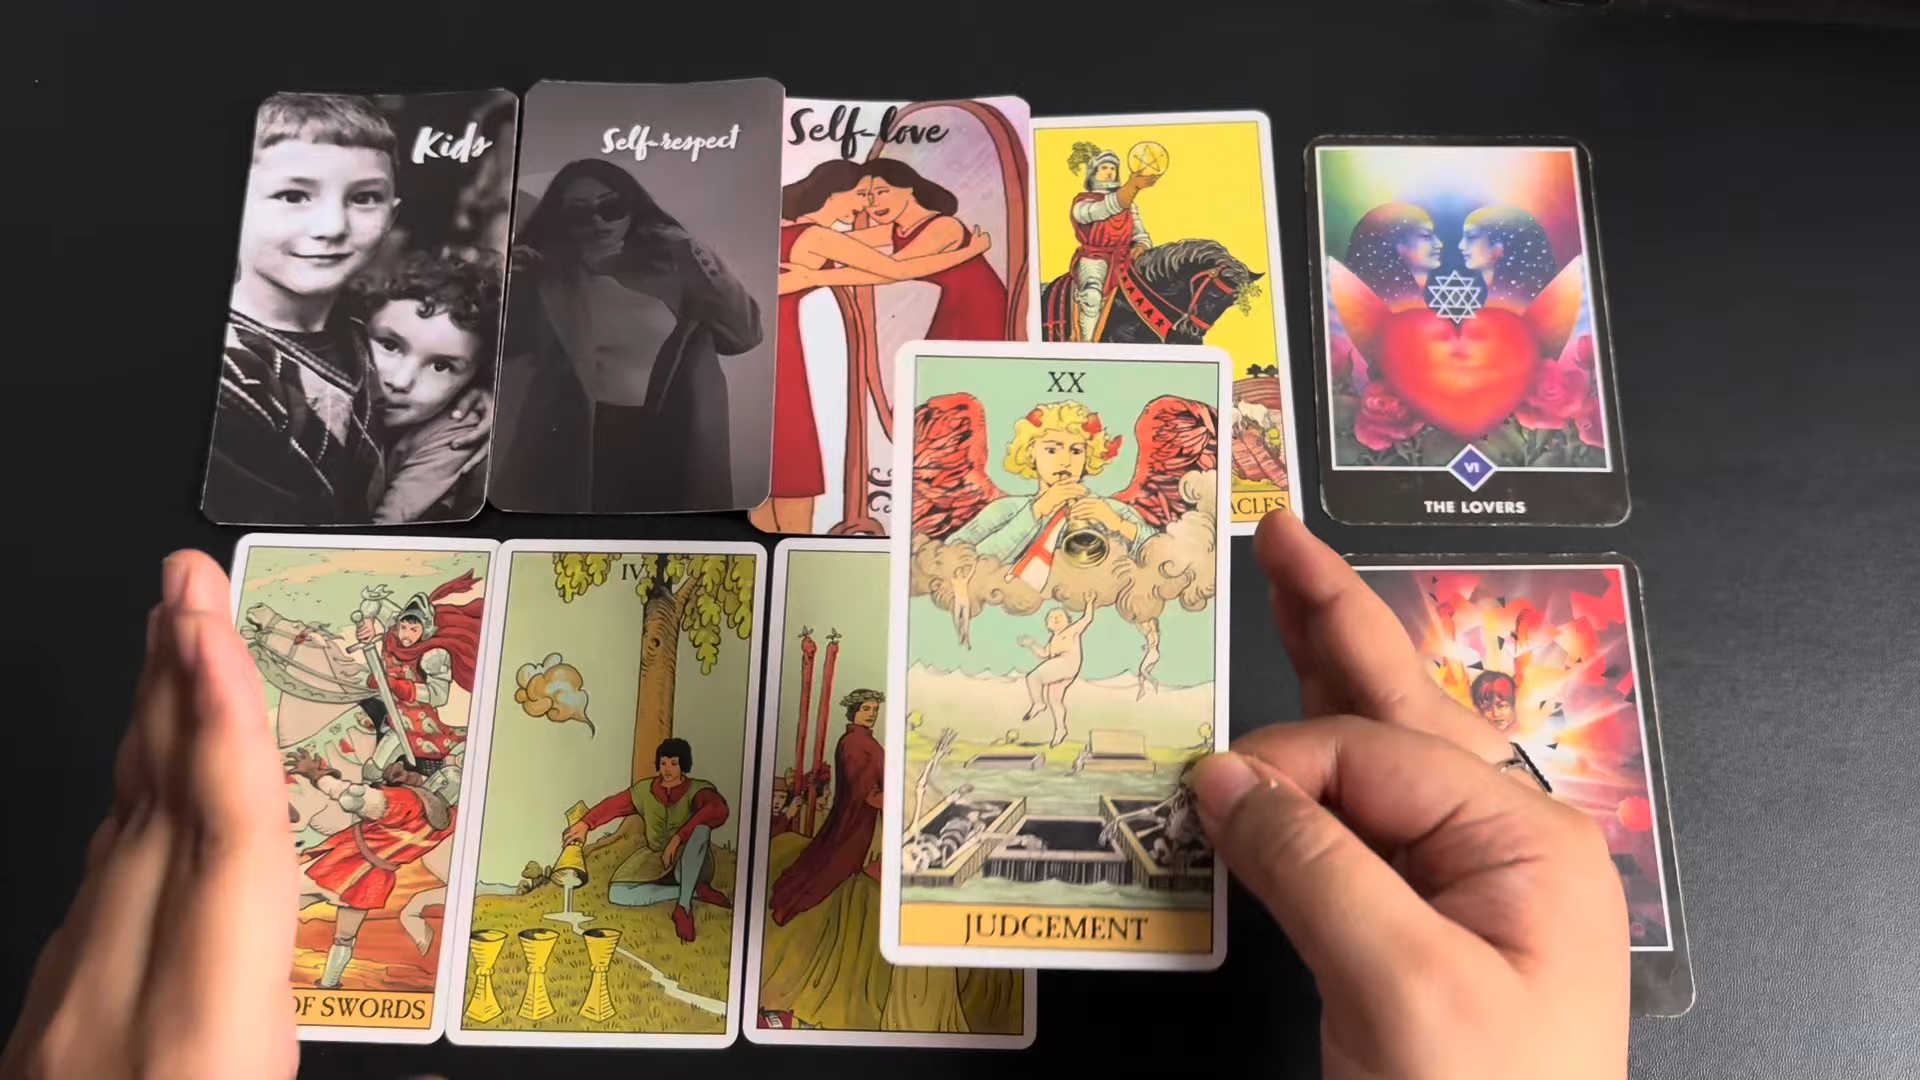 Kids
Self-respect
Self-love
ACLES
VI
THE LOVERS
XX
JUDGEMENT
IV
OF SWORDS